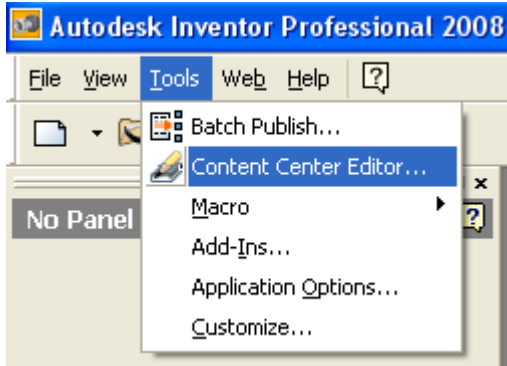 Autodesk Inventor Professional 2008
File View Tools Web Help
Batch Publish...
Content Center Editor...
No Panel
Macro
Add-Ins...
Application Options...
Customize...